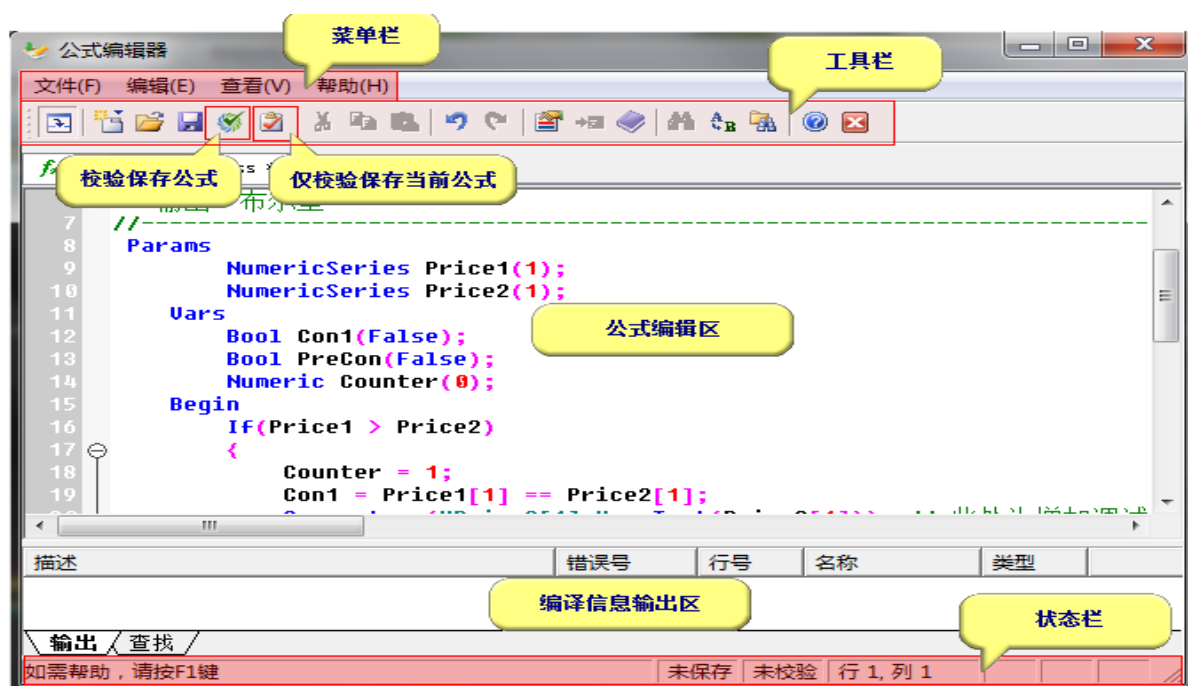 菜单栏
公式编辑器
工具栏
文件(F) 编辑(E) 查看(V) 帮助(H)
校验保存公式
仅校验保存当前公式
7 //
8 Params
9 NumericSeries Price1(1);
10 NumericSeries Price2(1);
11 Vars
12 Bool Con1(False);
公式编辑区
13 Bool PreCon(False);
14 Numeric Counter(0);
15 Begin
16 If(Price1 > Price2)
17 {
18 Counter = 1;
19 Con1 = Price1[1] == Price2[1];
描述 错误号 行号 名称 类型
编译信息输出区
状态栏
输出 查找
如需帮助，请按F1键 未保存 未校验 行 1, 列 1